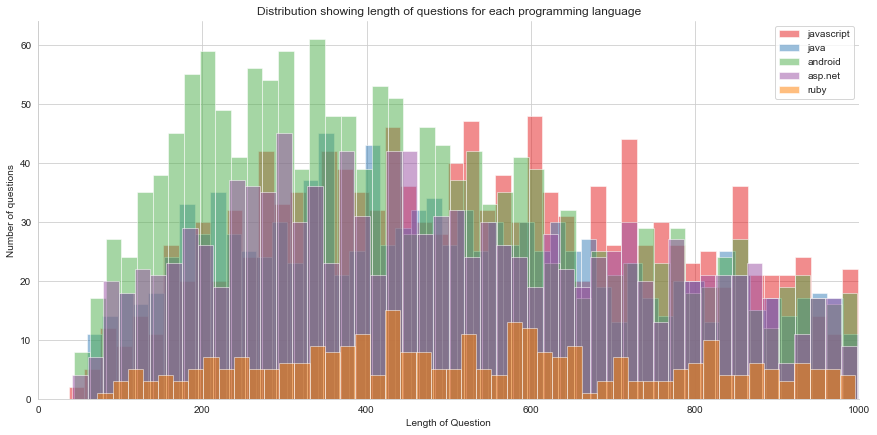 Distribution showing length of questions for each programming language
javascript
java
android
asp.net
ruby
Number of questions
60
50
40
30
20
10
0
0 200 400 600 800 1000
Length of Question